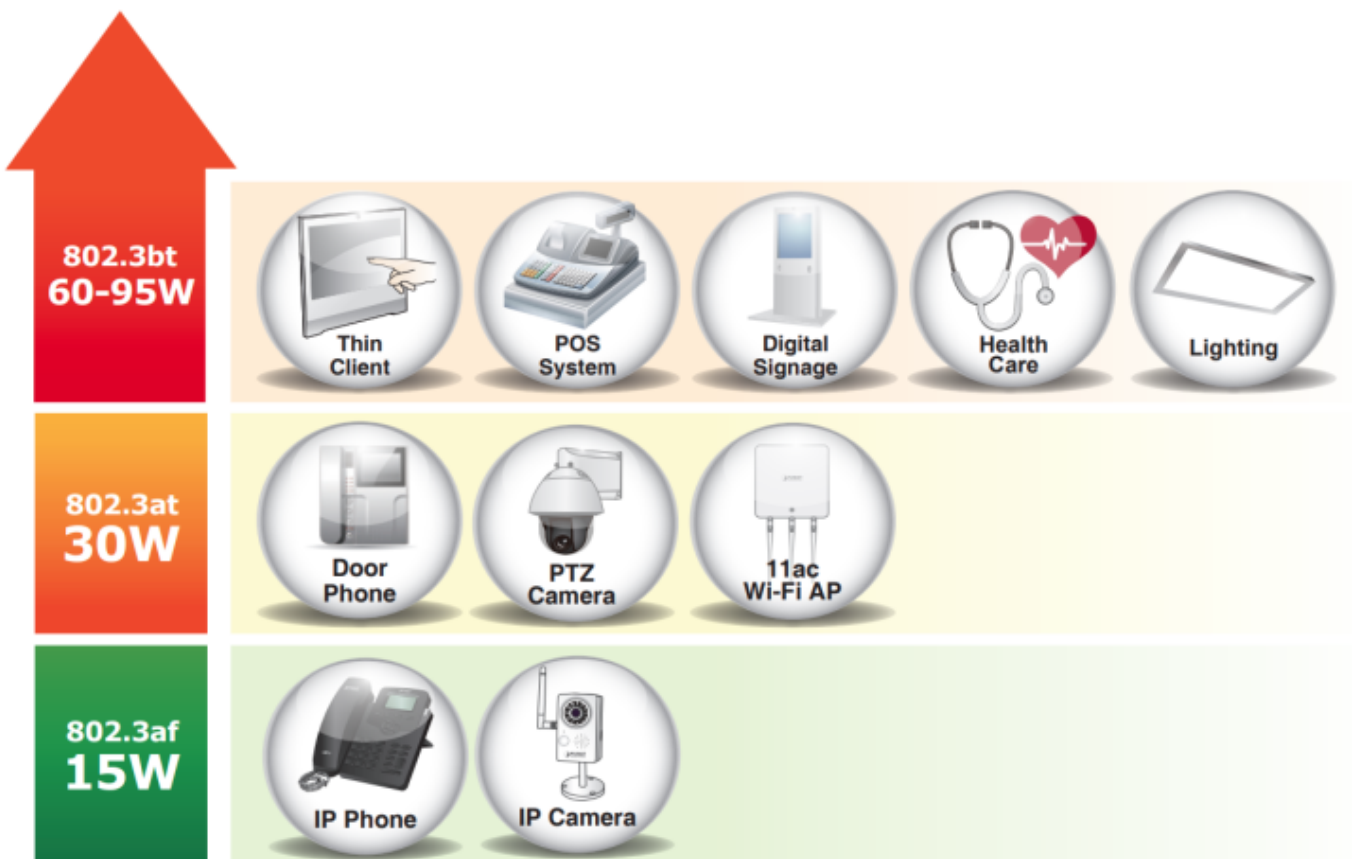 802.3bt
60-95W
Thin
Client
POS
System
Digital
Signage
Health
Care
Lighting
802.3at
30W
Door
Phone
PTZ
Camera
11ac
Wi-Fi AP
802.3af
15W
IP Phone
IP Camera